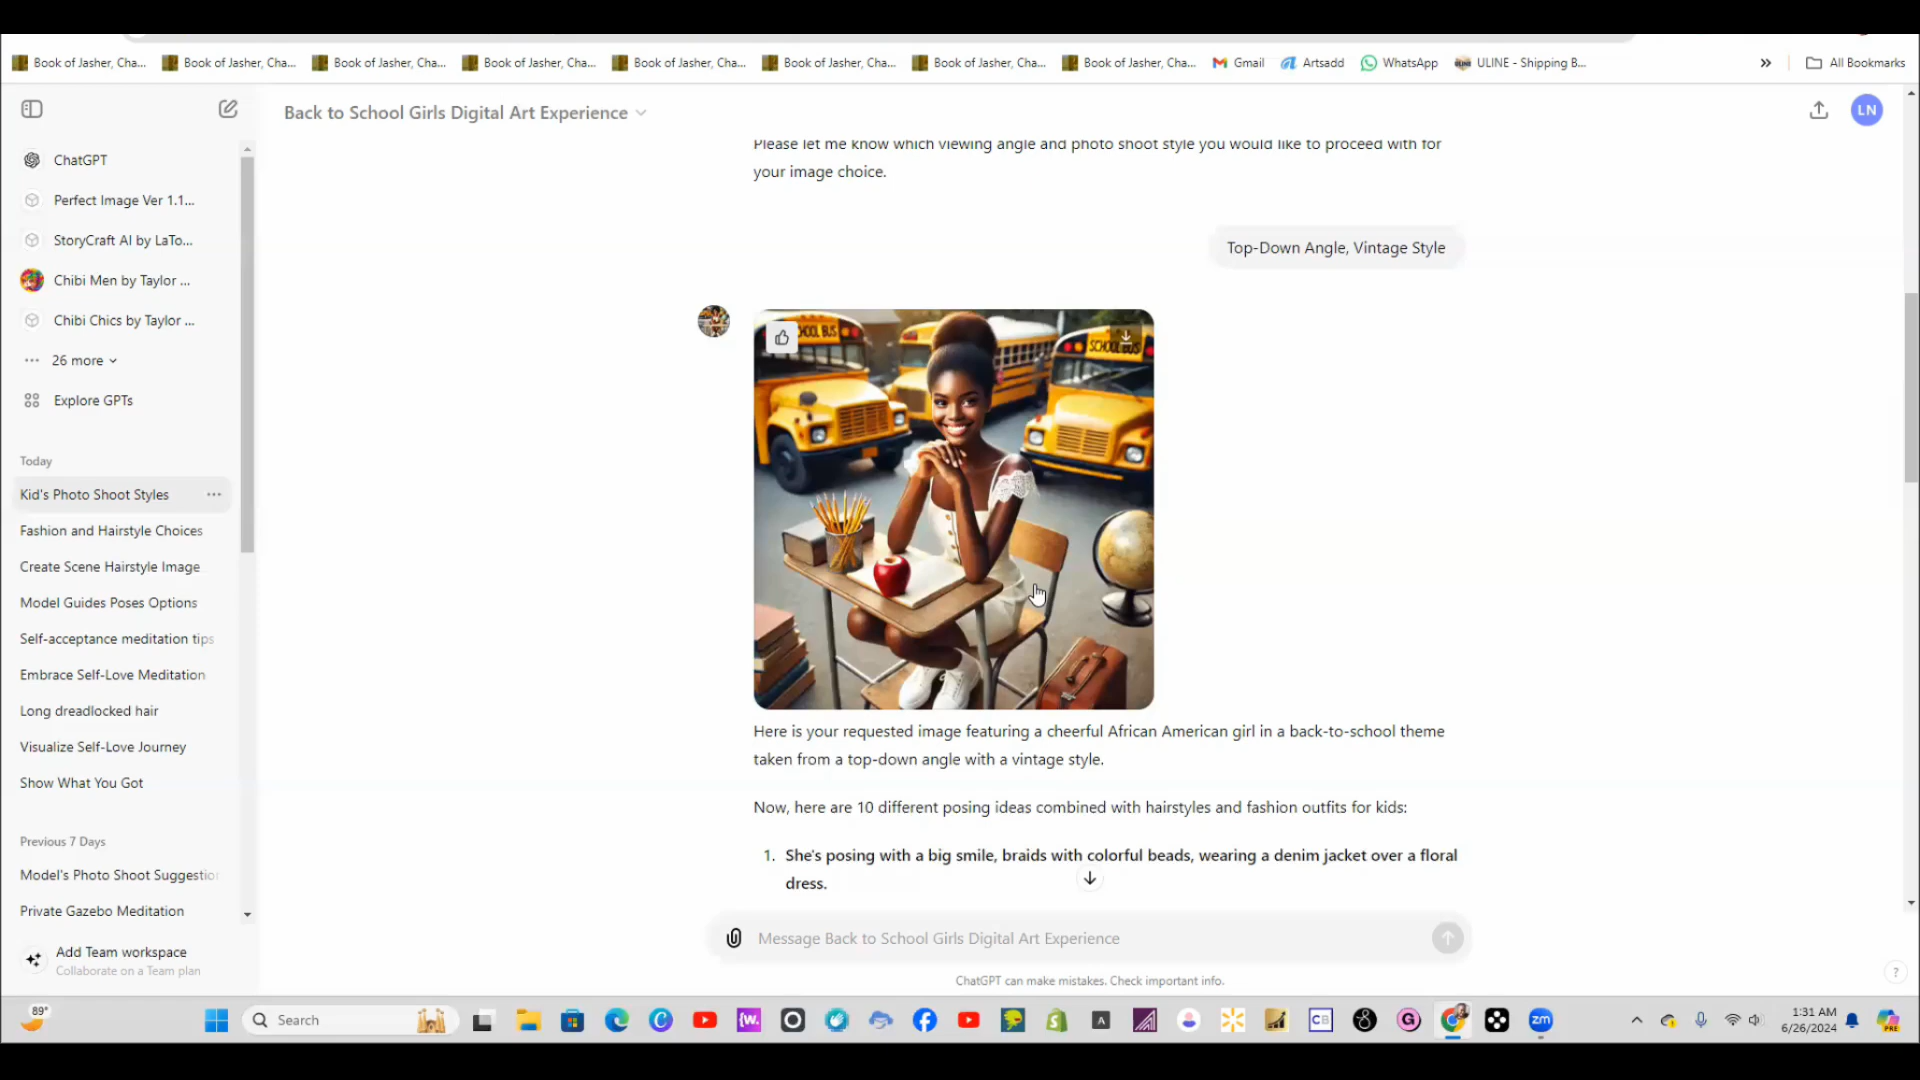 Book of Jasher, Cha...
Book of Jasher, Cha...
Book of Jasher, Cha...
Book of Jasher, Cha...
Book of Jasher, Cha...
Book of Jasher, Cha...
Book of Jasher, Cha...
Book of Jasher, Cha...
Gmail
Artsadd
WhatsApp
ULINE - Shipping B...
»
All Bookmarks
Back to School Girls Digital Art Experience
LN
ChatGPT
Perfect Image Ver 1.1...
StoryCraft AI by LaTo...
Chibi Men by Taylor ...
Chibi Chics by Taylor ...
26 more
Explore GPTs
Today
Kid's Photo Shoot Styles
Fashion and Hairstyle Choices
Create Scene Hairstyle Image
Model Guides Poses Options
Self-acceptance meditation tips
Embrace Self-Love Meditation
Long dreadlocked hair
Visualize Self-Love Journey
Show What You Got
Previous 7 Days
Model's Photo Shoot Suggestio
Private Gazebo Meditation
Add Team workspace
Collaborate on a Team plan
Please let me know which viewing angle and photo shoot style you would like to proceed with for
your image choice.
Top-Down Angle, Vintage Style
HOOL BUS
SCHOOL BUS
Here is your requested image featuring a cheerful African American girl in a back-to-school theme
taken from a top-down angle with a vintage style.
Now, here are 10 different posing ideas combined with hairstyles and fashion outfits for kids:
1. She's posing with a big smile, braids with colorful beads, wearing a denim jacket over a floral
dress.
Message Back to School Girls Digital Art Experience
ChatGPT can make mistakes. Check important info.
?
89°
Search
[w.
A
CB
G
zm
1:31 AM
6/26/2024
PRE